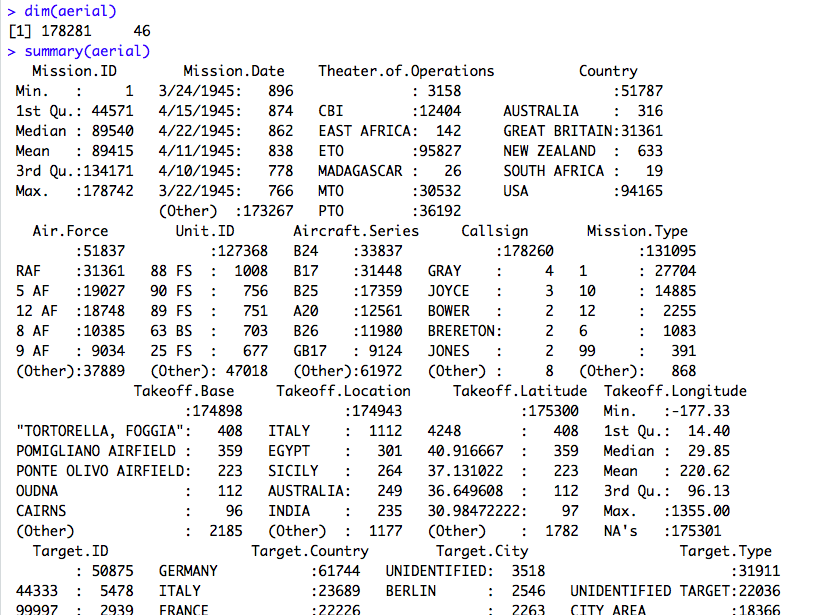 > dim(aerial)
[1] 178281     46
> summary(aerial)
   Mission.ID        Mission.Date    Theater.of.Operations          Country
 Min.   :     1   3/24/1945:   896              : 3158                   :51787
 1st Qu.: 44571   4/15/1945:   874   CBI        :12404     AUSTRALIA    :  316
 Median : 89540   4/22/1945:   862   EAST AFRICA:  142     GREAT BRITAIN:31361
 Mean   : 89415   4/11/1945:   838   ETO        :95827     NEW ZEALAND  :  633
 3rd Qu.:134171   4/10/1945:   778   MADAGASCAR :   26     SOUTH AFRICA :   19
 Max.   :178742   3/22/1945:   766   MTO        :30532     USA          :94165
                  (Other)  :173267   PTO        :36192
   Air.Force        Unit.ID       Aircraft.Series     Callsign       Mission.Type
        :51837          :127368   B24    :33837           :178260          :131095
 RAF    :31361   88 FS  :  1008   B17    :31448   GRAY    :     4   1      : 27704
 5 AF   :19027   90 FS  :   756   B25    :17359   JOYCE   :     3   10     : 14885
 12 AF  :18748   89 FS  :   751   A20    :12561   BOWER   :     2   12     :  2255
 8 AF   :10385   63 BS  :   703   B26    :11980   BRERETON:     2   6      :  1083
 9 AF   : 9034   25 FS  :   677   GB17   : 9124   JONES   :     2   99     :   391
 (Other):37889   (Other): 47018   (Other):61972   (Other) :     8   (Other):   868
               Takeoff.Base     Takeoff.Location     Takeoff.Latitude  Takeoff.Longitude
                     :174898            :174943              :175300   Min.   :-177.33
 "TORTORELLA, FOGGIA":   408   ITALY    :  1112   4248       :   408   1st Qu.:  14.40
 POMIGLIANO AIRFIELD :   359   EGYPT    :   301   40.916667  :   359   Median :  29.85
 PONTE OLIVO AIRFIELD:   223   SICILY   :   264   37.131022  :   223   Mean   : 220.62
 OUDNA               :   112   AUSTRALIA:   249   36.649608  :   112   3rd Qu.:  96.13
 CAIRNS              :    96   INDIA    :   235   30.98472222:    97   Max.   :1355.00
 (Other)             :  2185   (Other)  :  1177   (Other)    :  1782   NA's   :175301
   Target.ID                 Target.Country        Target.City                 Target.Type
        : 50875   GERMANY          :61744   UNIDENTIFIED:  3518                      :31911
 44333  :  5478   ITALY            :23689   BERLIN      :  2546   UNIDENTIFIED TARGET:22036
 99997  :  2939   FRANCE           :22226               :  2263   CITY AREA          :18366